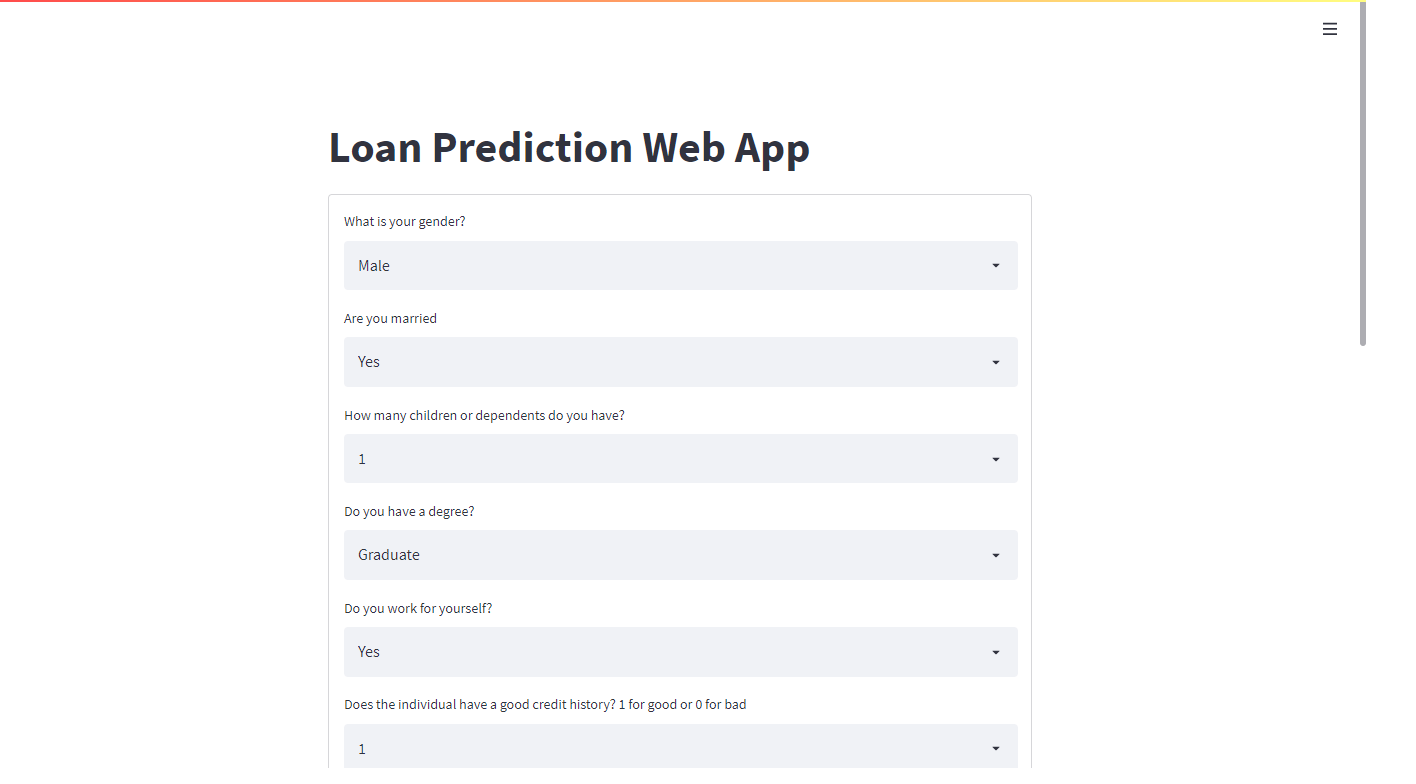 Loan Prediction Web App
What is your gender?
Male
Are you married
Yes
How many children or dependents do you have?
1
Do you have a degree?
Graduate
Do you work for yourself?
Yes
Does the individual have a good credit history? 1 for good or 0 for bad
1